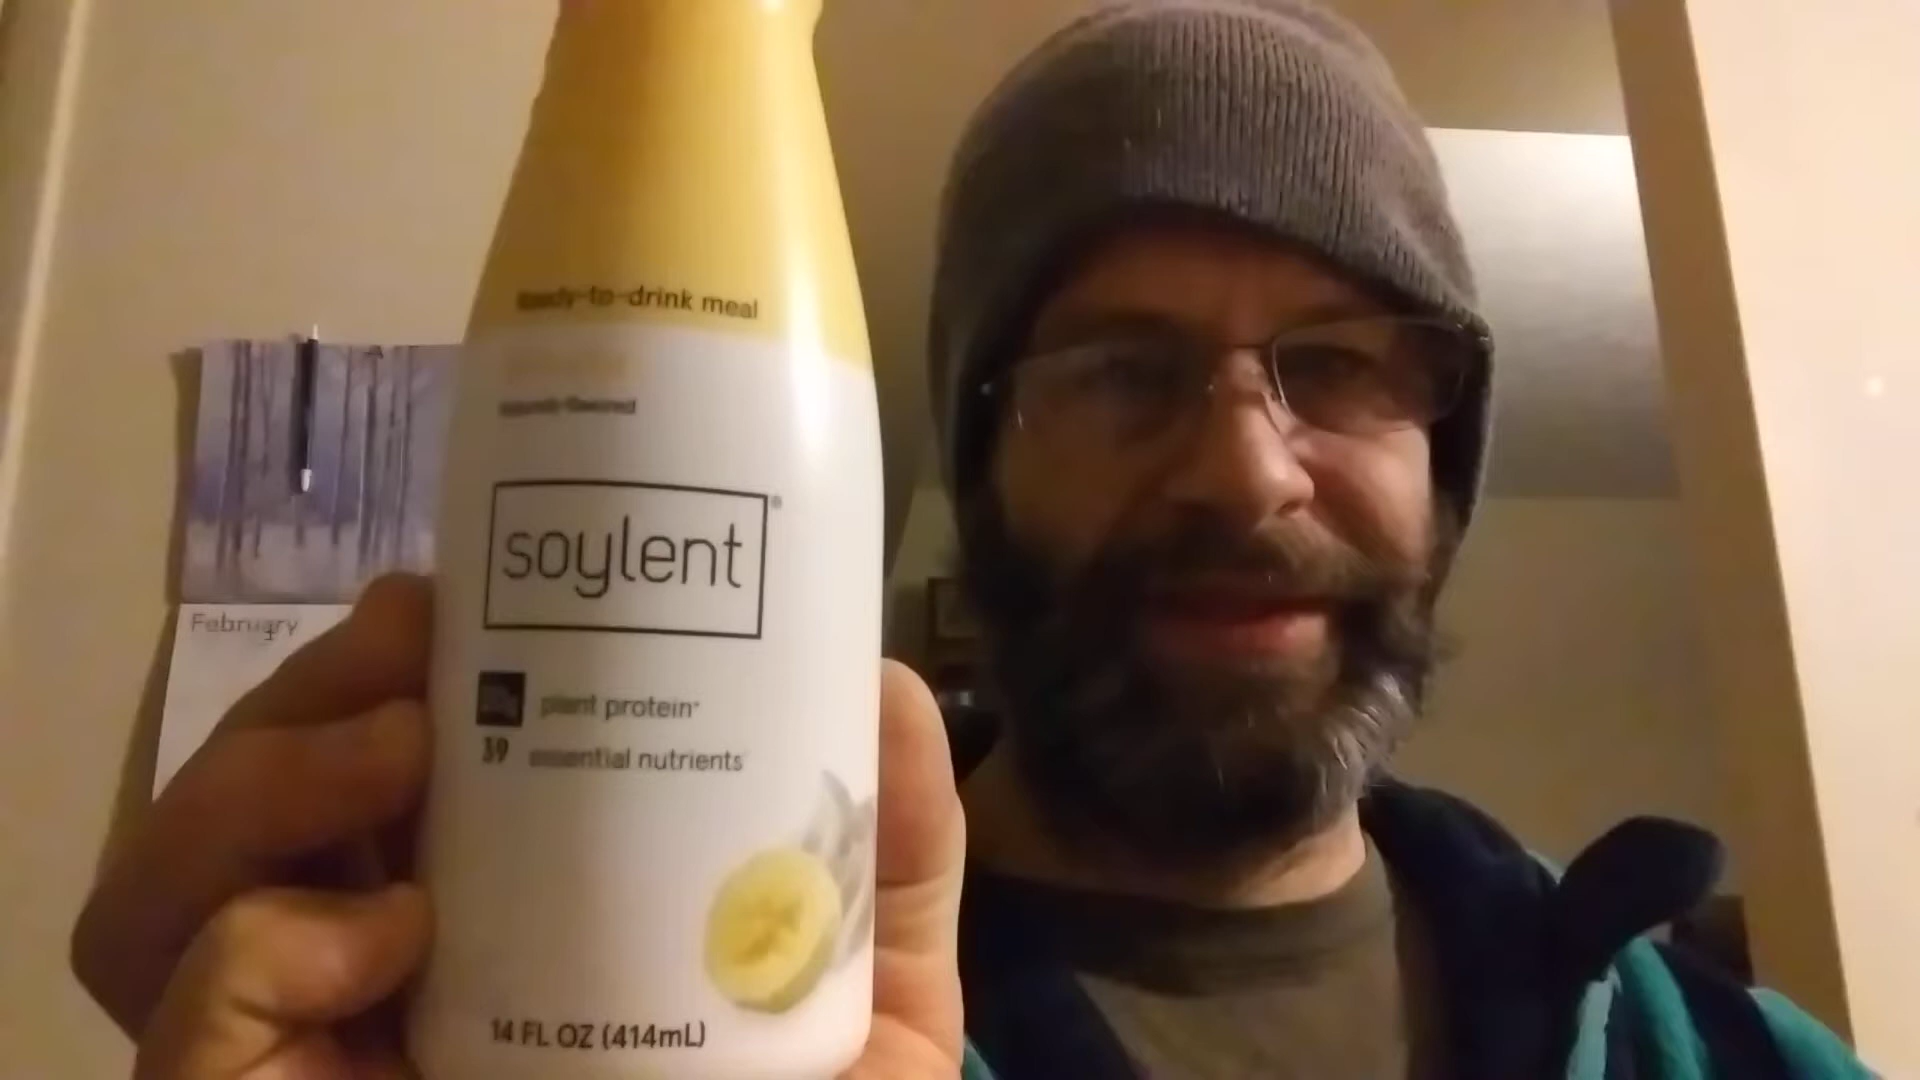 Ready-to-drink meal
soylent®
plant protein*
39 essential nutrients*
14 FL OZ (414mL)
February